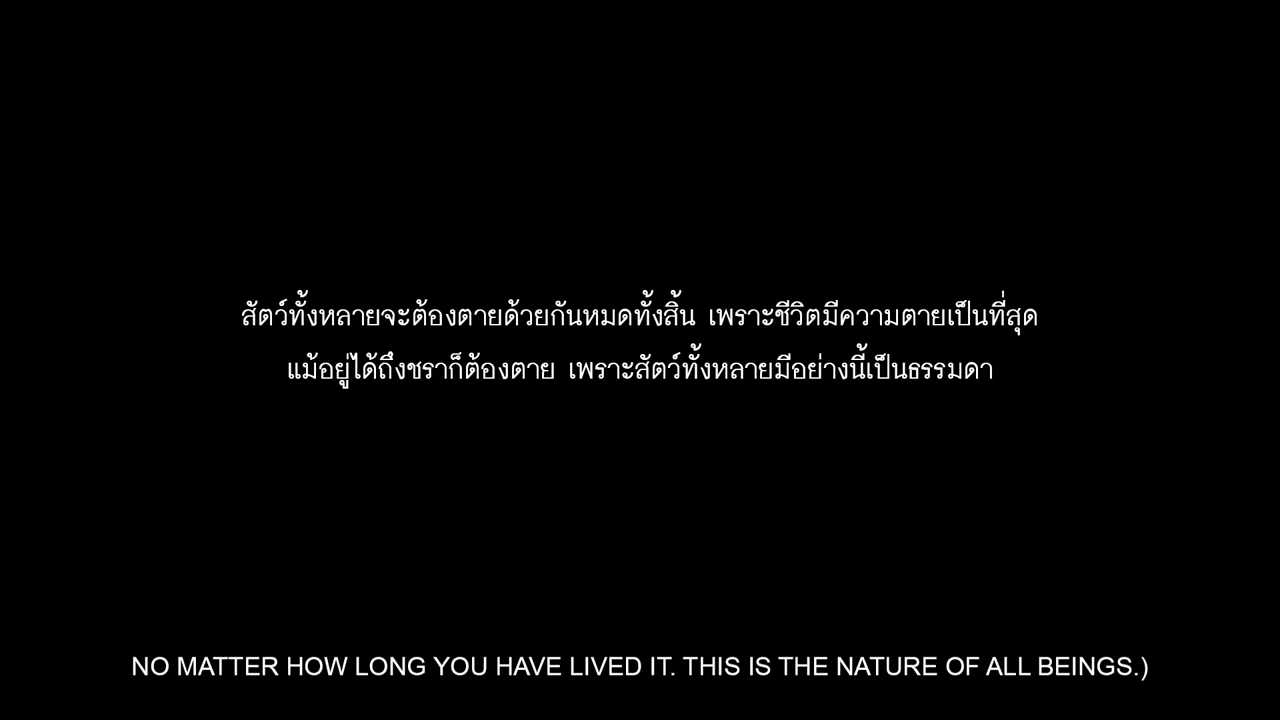 สัตว์ทั้งหลายจะต้องตายด้วยกันหมดทั้งสิ้น เพราะชีวิตมีความตายเป็นที่สุด
แม้อยู่ได้ถึงชราก็ต้องตาย เพราะสัตว์ทั้งหลายมีอย่างนี้เป็นธรรมดา
NO MATTER HOW LONG YOU HAVE LIVED IT. THIS IS THE NATURE OF ALL BEINGS.)